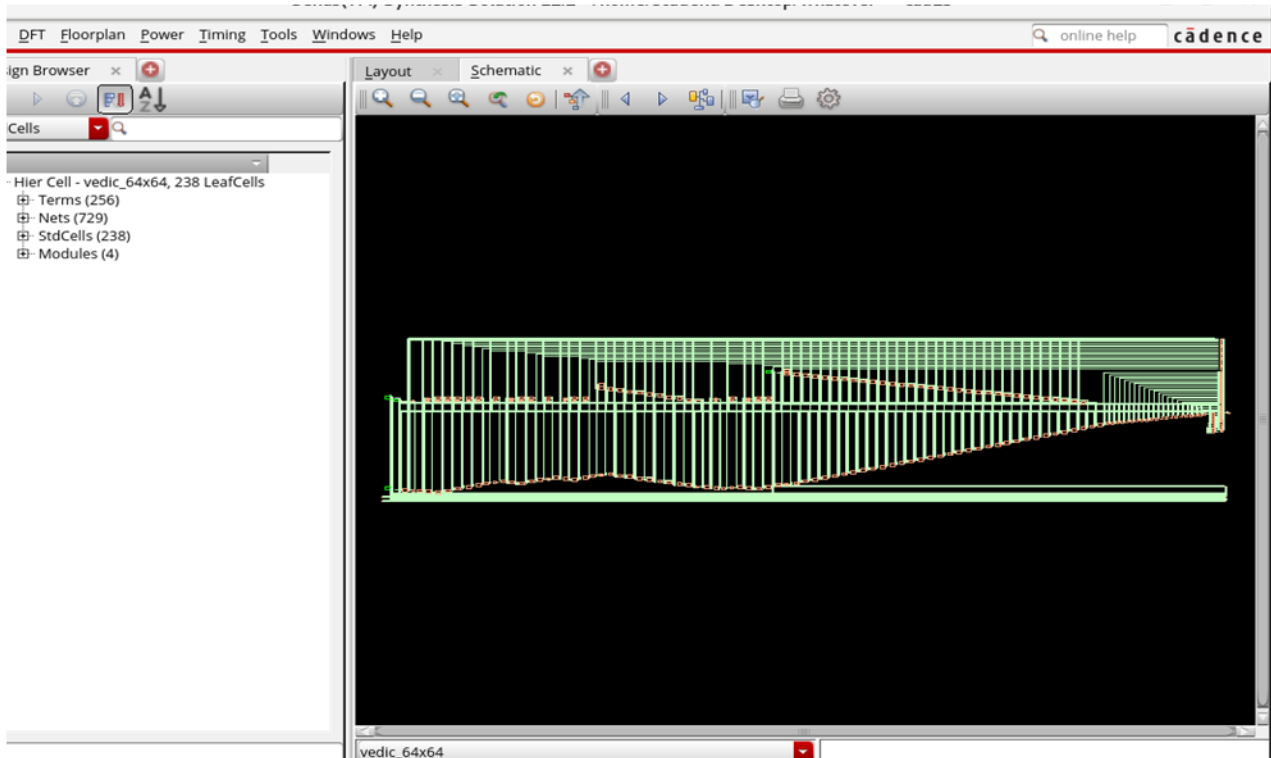 DFT Floorplan Power Timing Tools Windows Help online help cādence
ign Browser Layout Schematic
Cells
Hier Cell - vedic_64x64, 238 LeafCells
Terms (256)
Nets (729)
StdCells (238)
Modules (4)
vedic_64x64